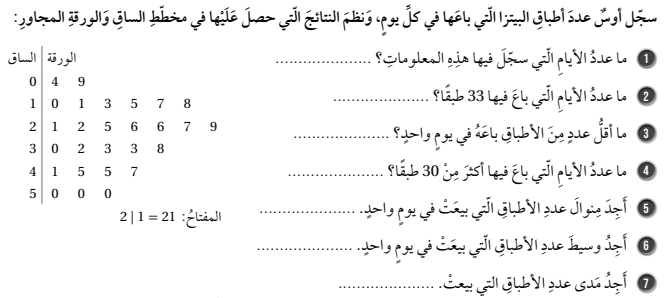 سجّل أوسٌ عددَ أطباقِ البيتزا الّتي باعَها في كلِّ يومٍ، وَنظمَ النتائجَ الّتي حصلَ عَلَيْها في مخطَّطِ الساقِ وَالورقةِ المجاورِ:
1 ما عددُ الأيامِ الّتي سجّلَ فيها هذِهِ المعلوماتِ؟ .....................
2 ما عددُ الأيامِ الّتي باعَ فيها 33 طبقًا؟ .....................
3 ما أقلُّ عددٍ مِنَ الأطباقِ باعَهُ في يومٍ واحدٍ؟ .....................
4 ما عددُ الأيامِ الّتي باعَ فيها أكثرَ مِنْ 30 طبقًا؟ .....................
5 أَجِدَ مِنوالَ عددِ الأطباقِ الّتي بيعَتْ في يومٍ واحدٍ. .....................
6 أَجِدُ وسيطَ عددِ الأطباقِ الّتي بيعَتْ في يومٍ واحدٍ. .....................
7 أَجِدُ مَدى عددِ الأطباقِ التي بيعتْ. .....................
الساق | الورقة
0 | 4 9
1 | 0 1 3 5 7 8
2 | 1 2 5 6 6 7 9
3 | 0 2 3 3 8
4 | 1 5 5 7
5 | 0 0 0
المفتاحُ: 21 = 1 | 2